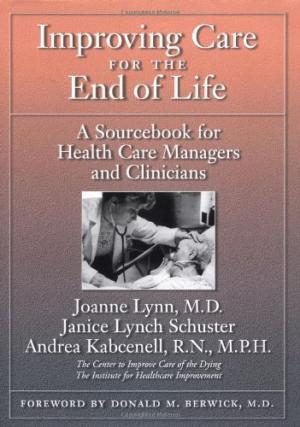 Improving Care
FOR THE
End of Life
A Sourcebook for
Health Care Managers
and Clinicians
Joanne Lynn, M.D.
Janice Lynch Schuster
Andrea Kabcenell, R.N., M.P.H.
The Center to Improve Care of the Dying
The Institute for Healthcare Improvement
FOREWORD BY DONALD M. BERWICK, M.D.